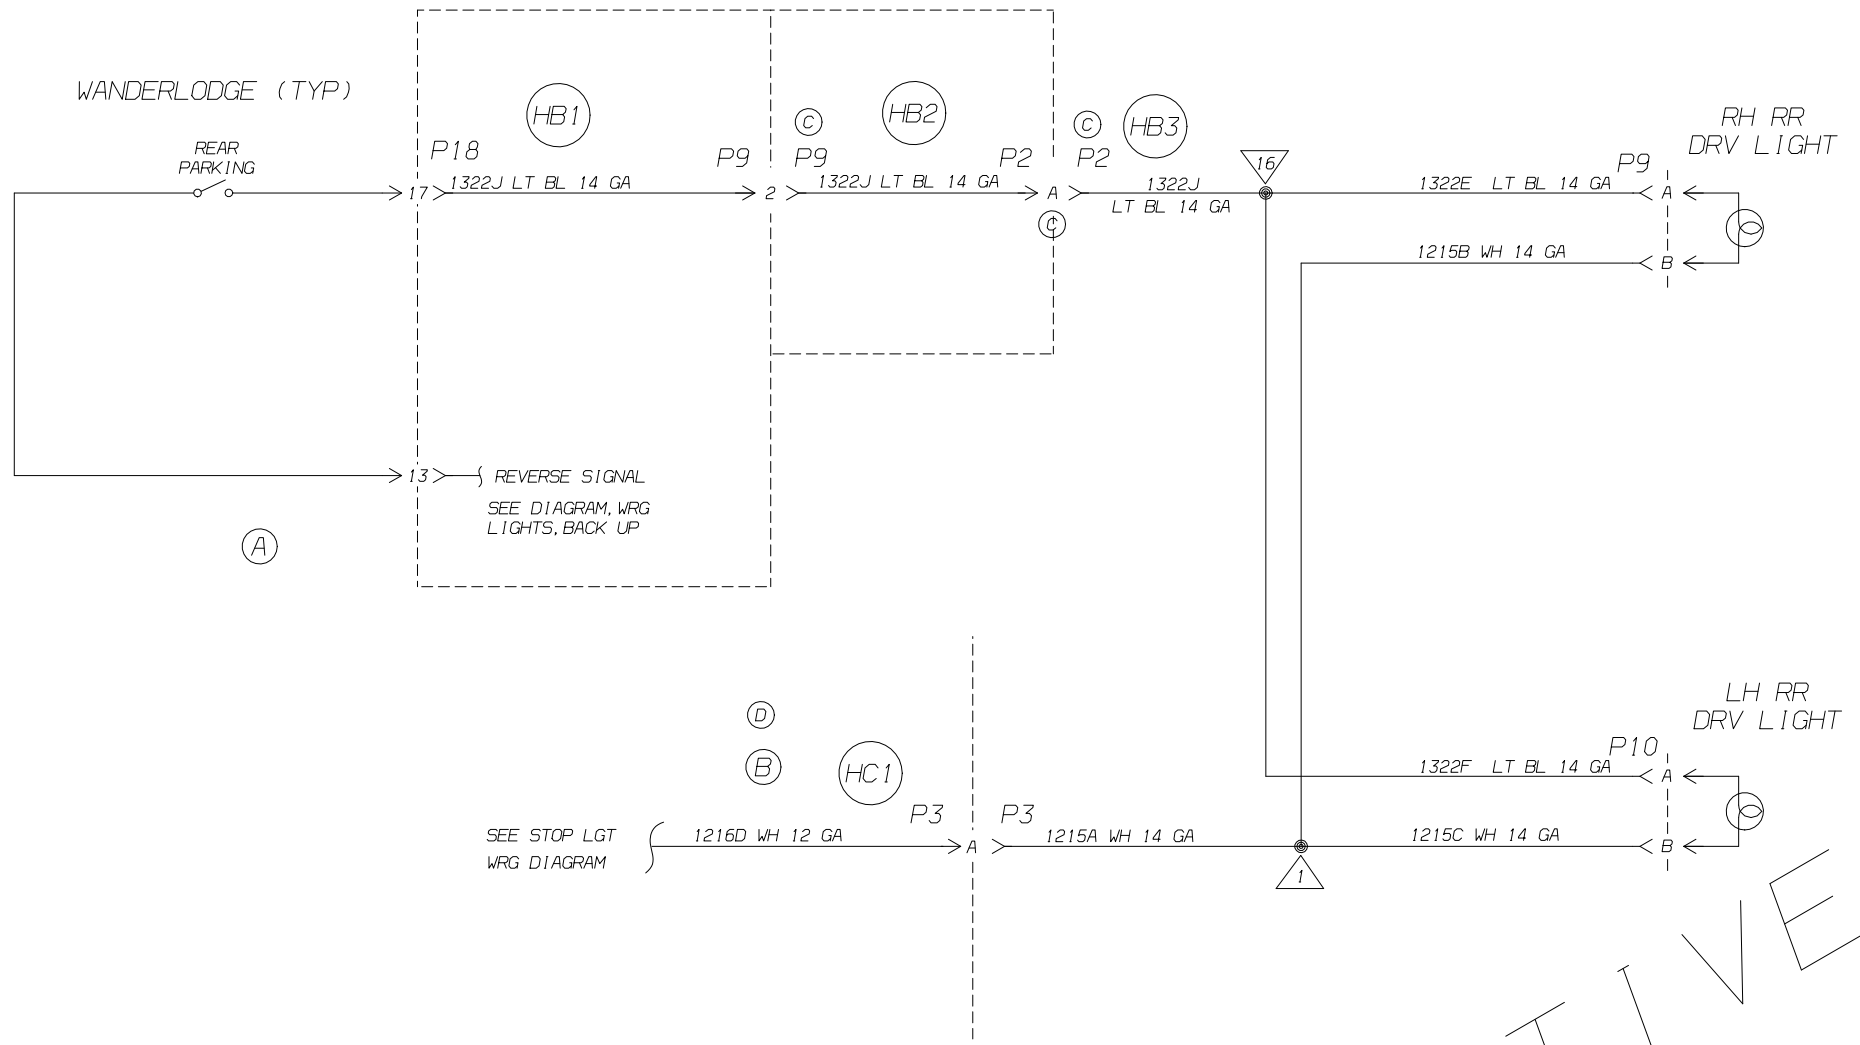 WANDERLODGE (TYP)
REAR
PARKING
HB1
HB2
HB3
C
C
C
P18
P9
P9
P2
P2
17
1322J LT BL 14 GA
2
1322J LT BL 14 GA
A
1322J
LT BL 14 GA
16
1322E LT BL 14 GA
P9
A
RH RR
DRV LIGHT
1215B WH 14 GA
B
13
REVERSE SIGNAL
SEE DIAGRAM, WRG
LIGHTS, BACK UP
A
D
B
HC1
P3
P3
SEE STOP LGT
WRG DIAGRAM
1216D WH 12 GA
A
1215A WH 14 GA
1
LH RR
DRV LIGHT
P10
1322F LT BL 14 GA
A
1215C WH 14 GA
B
TIVE